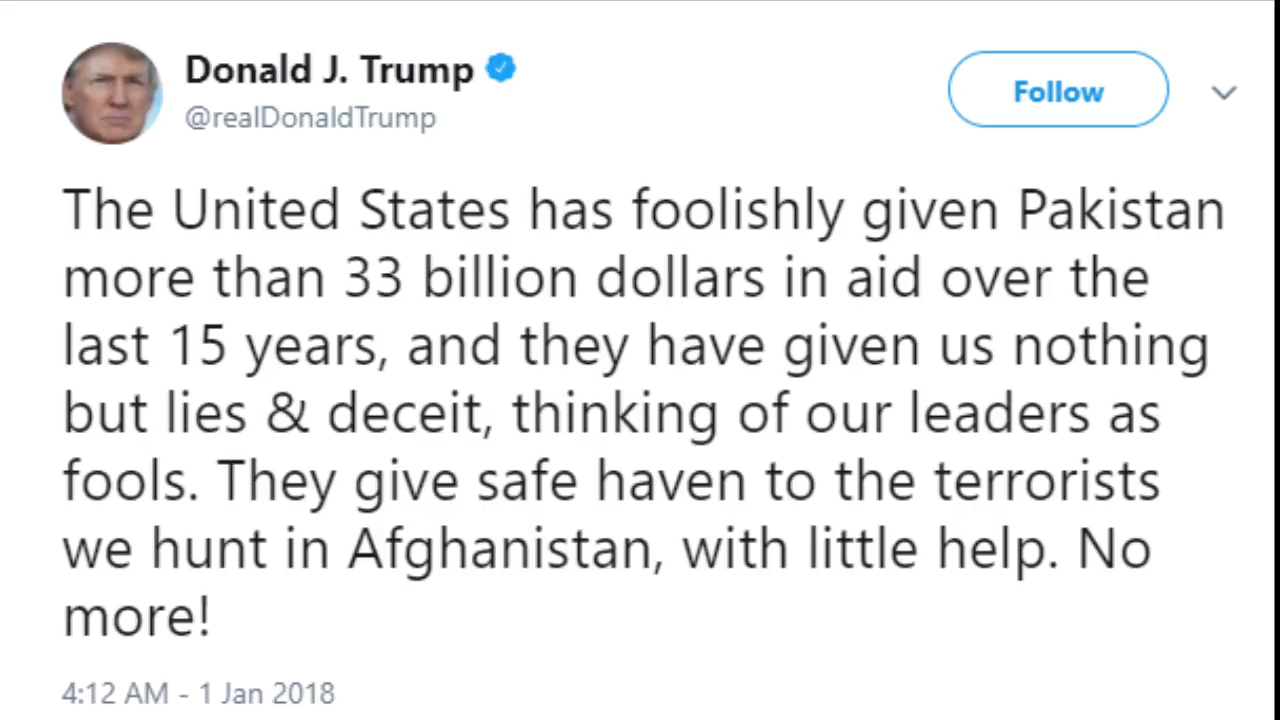 Donald J. Trump
@realDonaldTrump
Follow
The United States has foolishly given Pakistan
more than 33 billion dollars in aid over the
last 15 years, and they have given us nothing
but lies & deceit, thinking of our leaders as
fools. They give safe haven to the terrorists
we hunt in Afghanistan, with little help. No
more!
4:12 AM - 1 Jan 2018